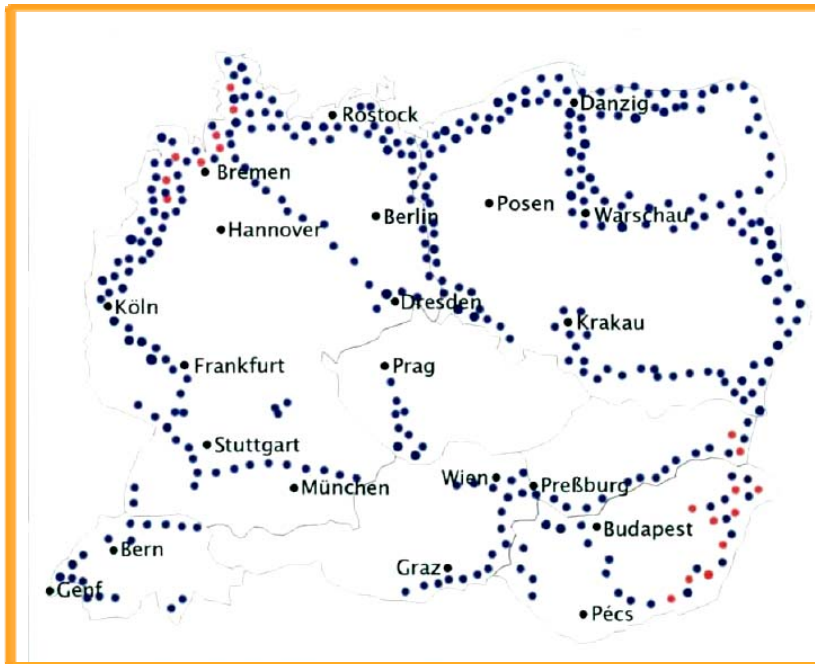 Danzig
Rostock
Bremen
Posen
Berlin
Warschau
Hannover
Köln
Dresden
Krakau
Frankfurt
Prag
Stuttgart
Wien
München
Preßburg
Budapest
Bern
Graz
Genf
Pécs